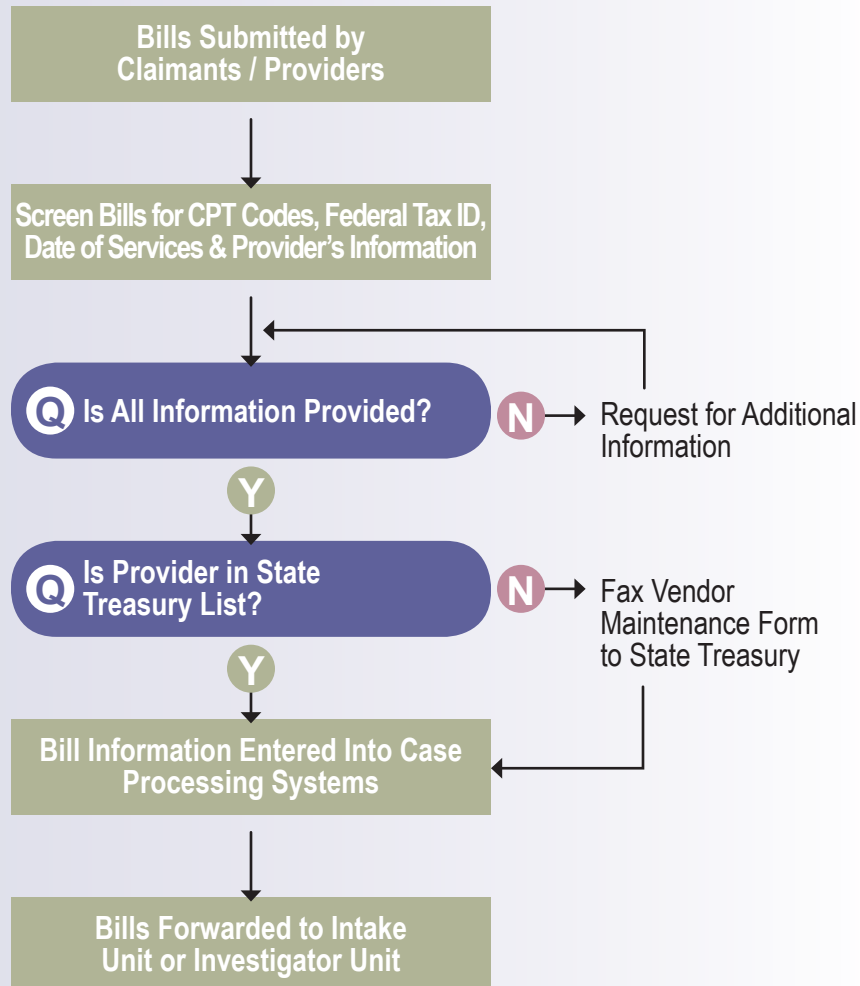 Bills Submitted by
Claimants / Providers
Screen Bills for CPT Codes, Federal Tax ID,
Date of Services & Provider's Information
Q Is All Information Provided?
N
Request for Additional
Information
Y
Q Is Provider in State
Treasury List?
N
Fax Vendor
Maintenance Form
to State Treasury
Y
Bill Information Entered Into Case
Processing Systems
Bills Forwarded to Intake
Unit or Investigator Unit